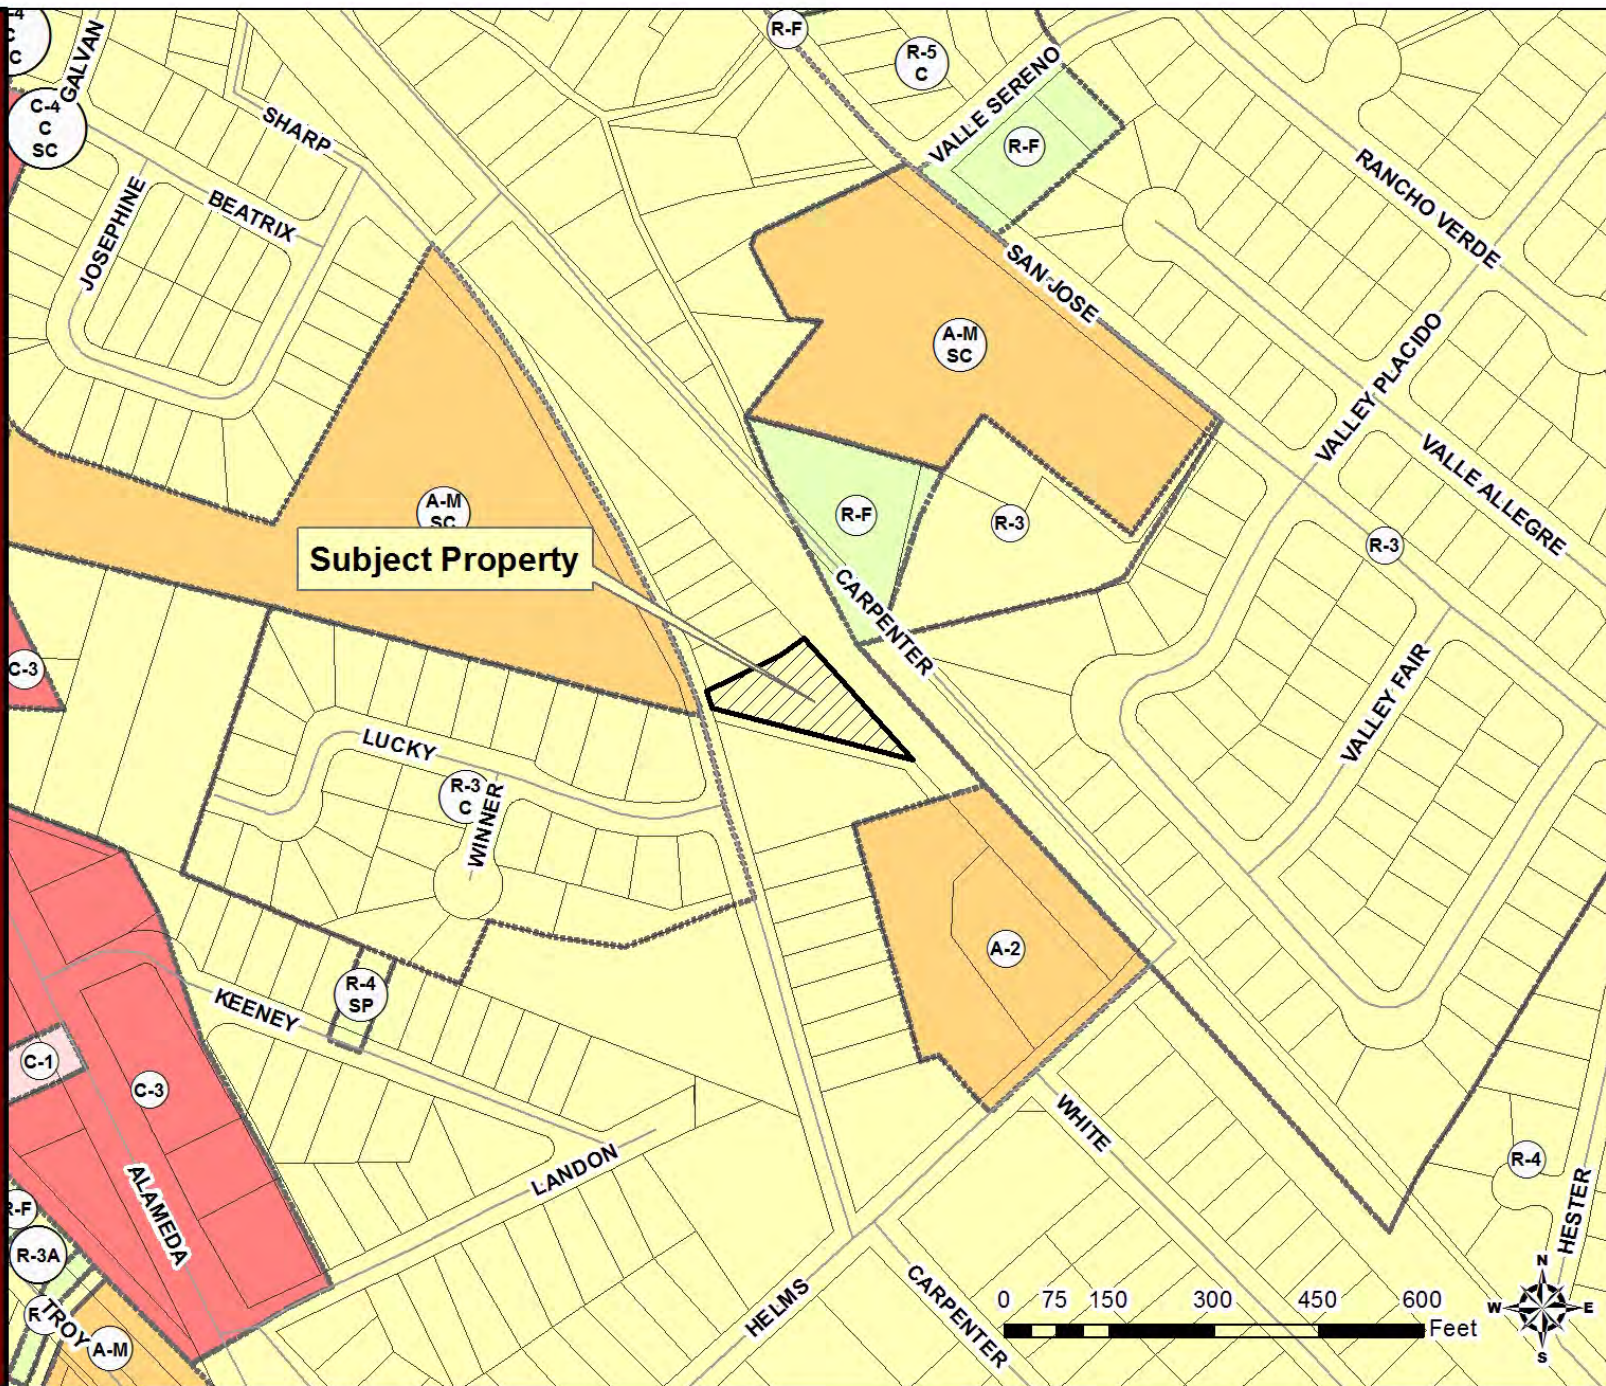 C-4
C
SC
GALVAN
C-4
C
SC
SHARP
JOSEPHINE
BEATRIX
R-F
R-5
C
VALLE SERENO
R-F
RANCHO VERDE
SAN JOSE
A-M
SC
VALLEY PLACIDO
VALLE ALLEGRE
A-M
SC
Subject Property
R-F
R-3
R-3
CARPENTER
C-3
LUCKY
R-3
C
WINNER
VALLEY FAIR
A-2
R-4
SP
KEENEY
C-1
C-3
WHITE
LANDON
ALAMEDA
R-4
HESTER
R-F
R-3A
TROY
A-M
HELMS
CARPENTER
0 75 150 300 450 600
Feet
N
W E
S